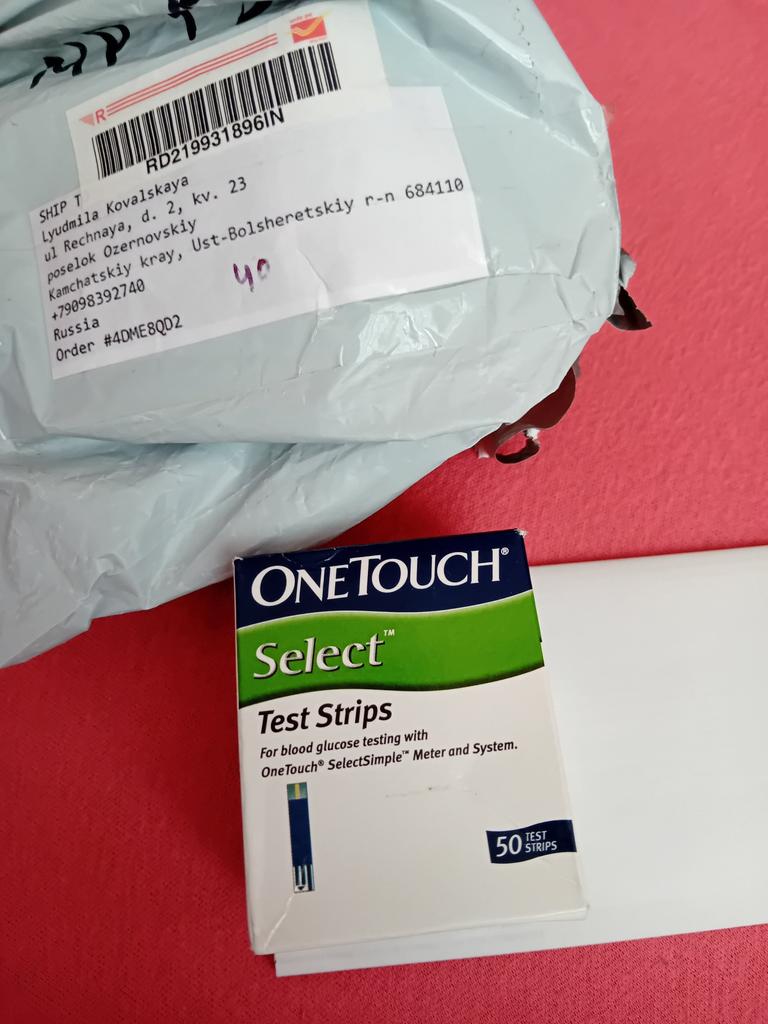 R
RD219931896IN
SHIP T
Lyudmila Kovalskaya
ul Rechnaya, d. 2, kv. 23
poselok Ozernovskiy
Kamchatskiy kray, Ust-Bolsheretskiy r-n 684110
+79098392740
Russia
Order #4DME8QD2
40
ONETOUCH®
Select™
Test Strips
For blood glucose testing with
OneTouch® SelectSimple™ Meter and System.
50 TEST
STRIPS